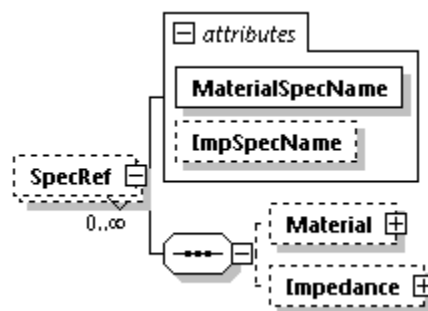 attributes
MaterialSpecName
ImpSpecName
SpecRef
0..∞
Material
Impedance